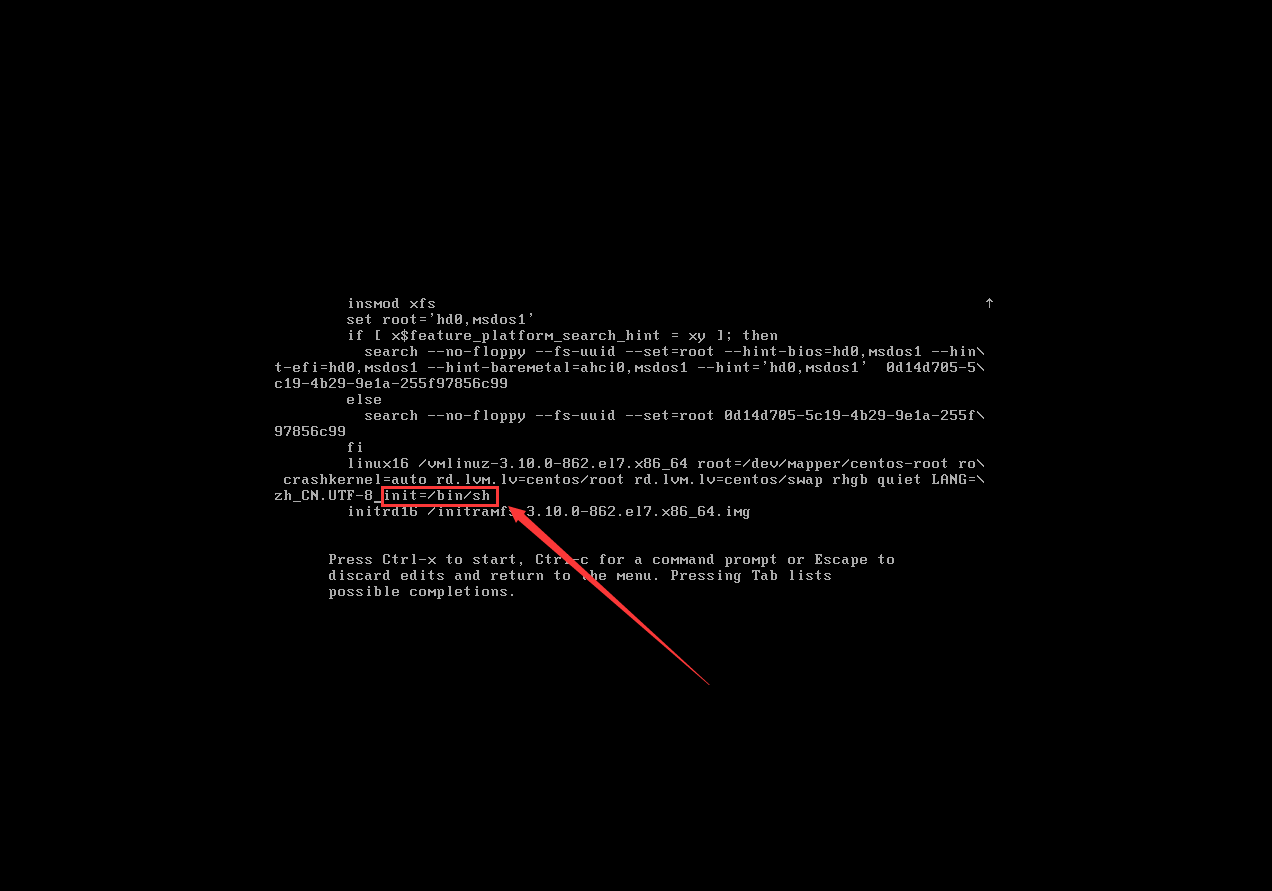 insmod xfs ↑
set root='hd0,msdos1'
if [ x$feature_platform_search_hint = xy ]; then
search --no-floppy --fs-uuid --set=root --hint-bios=hd0,msdos1 --hin\
t-efi=hd0,msdos1 --hint-baremetal=ahci0,msdos1 --hint='hd0,msdos1'  0d14d705-5\
c19-4b29-9e1a-255f97856c99
else
search --no-floppy --fs-uuid --set=root 0d14d705-5c19-4b29-9e1a-255f\
97856c99
fi
linux16 /vmlinuz-3.10.0-862.el7.x86_64 root=/dev/mapper/centos-root ro\
crashkernel=auto rd.lvm.lv=centos/root rd.lvm.lv=centos/swap rhgb quiet LANG=\
zh_CN.UTF-8_init=/bin/sh
initrd16 /initramfs-3.10.0-862.el7.x86_64.img
Press Ctrl-x to start, Ctrl-c for a command prompt or Escape to
discard edits and return to the menu. Pressing Tab lists
possible completions.